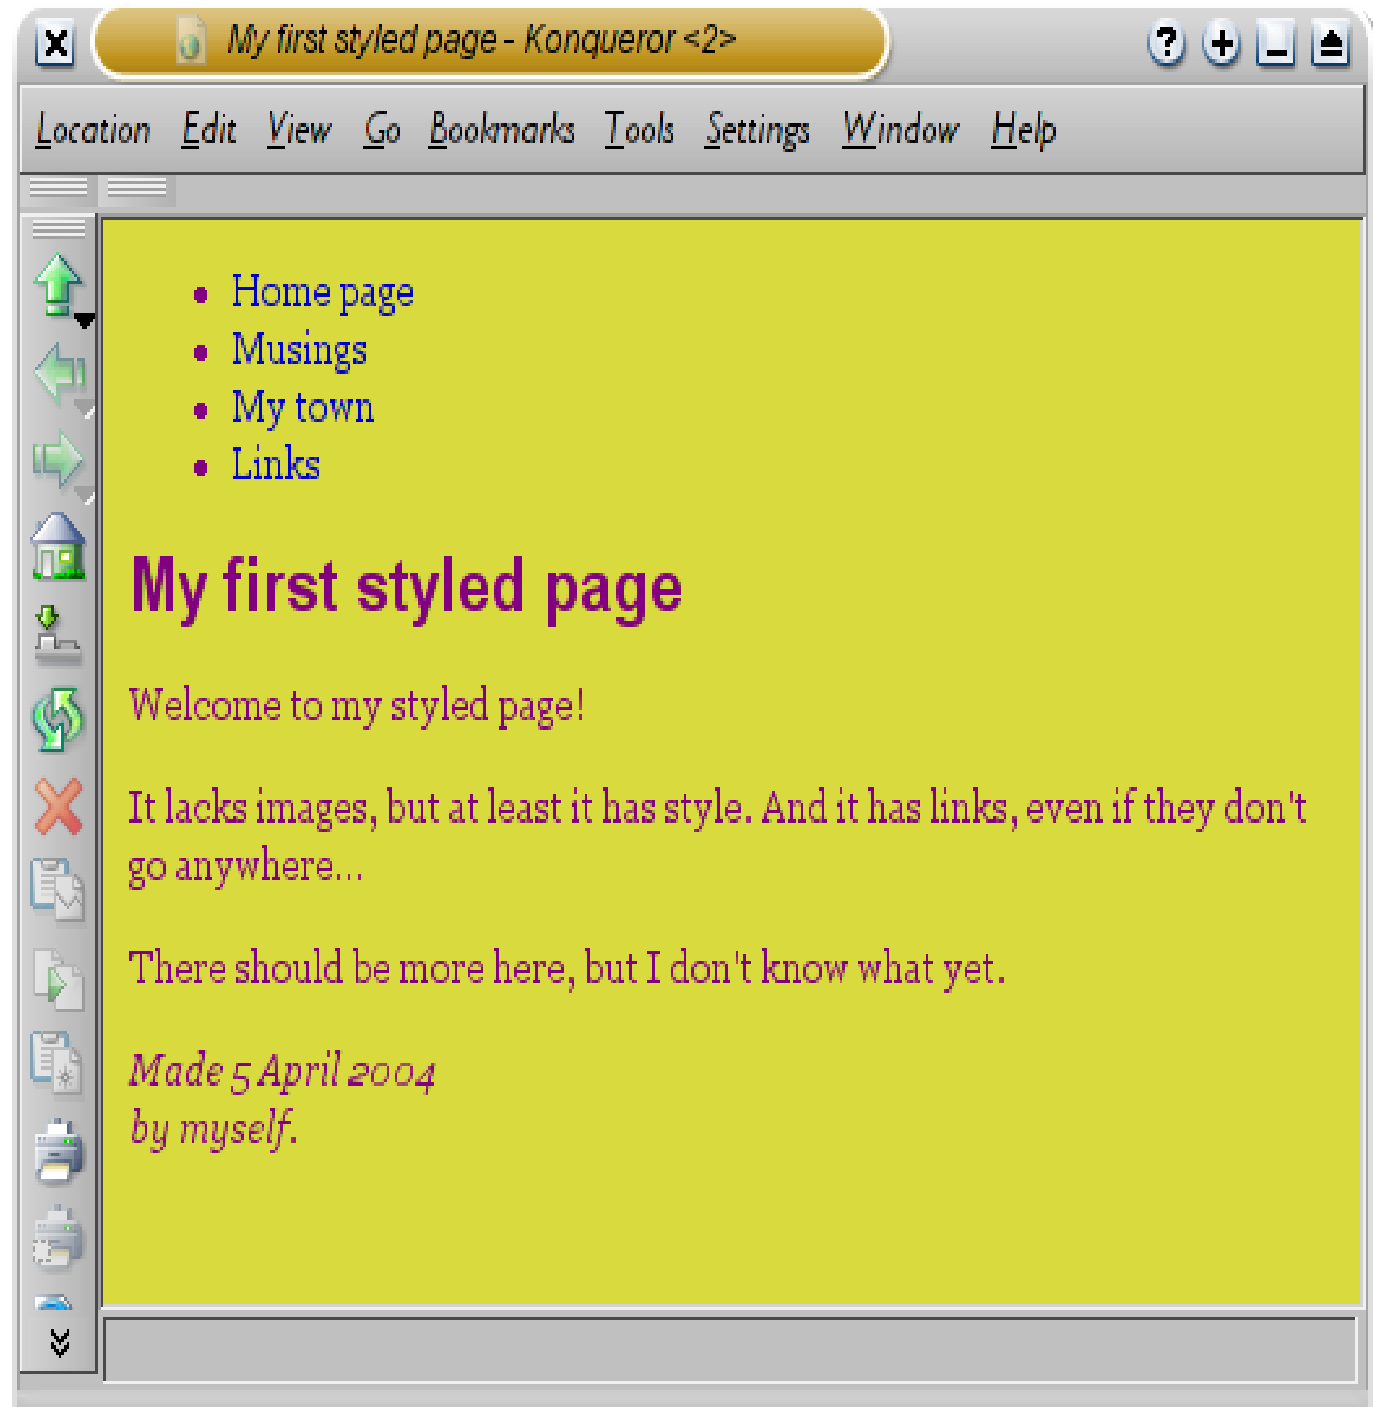 My first styled page - Konqueror <2>
Location Edit View Go Bookmarks Tools Settings Window Help
Home page
Musings
My town
Links
My first styled page
Welcome to my styled page!
It lacks images, but at least it has style. And it has links, even if they don't
go anywhere...
There should be more here, but I don't know what yet.
Made 5 April 2004
by myself.